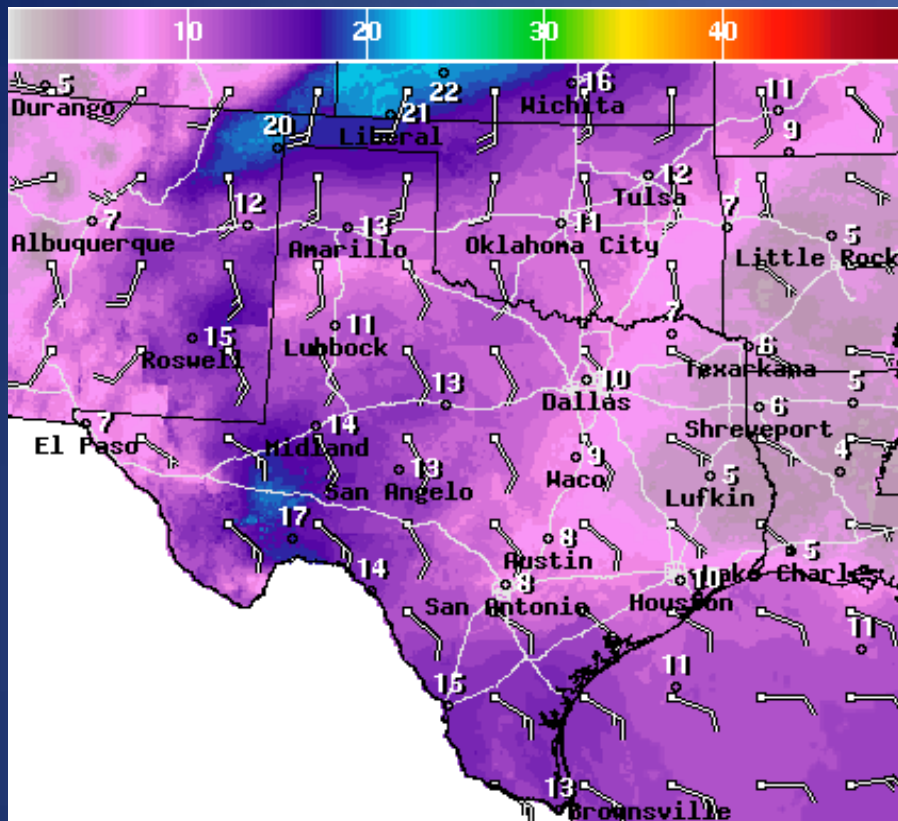 10 20 30 40
5 22 16 11
Durango Wichita
21
20 Liberal 9
12
Tulsa
7 12 13 11 7 5
Albuquerque Amarillo Oklahoma City Little Rock
15 11 7
Roswell Lubbock 6
Texarkana
13 10 5
Dallas
7 14 6
El Paso Midland Shreveport
13 9 5 4
San Angelo Waco Lufkin
17 8 5
Austin
14 8 10 Lake Charles
San Antonio Houston
11
15 11
13
Brownsville